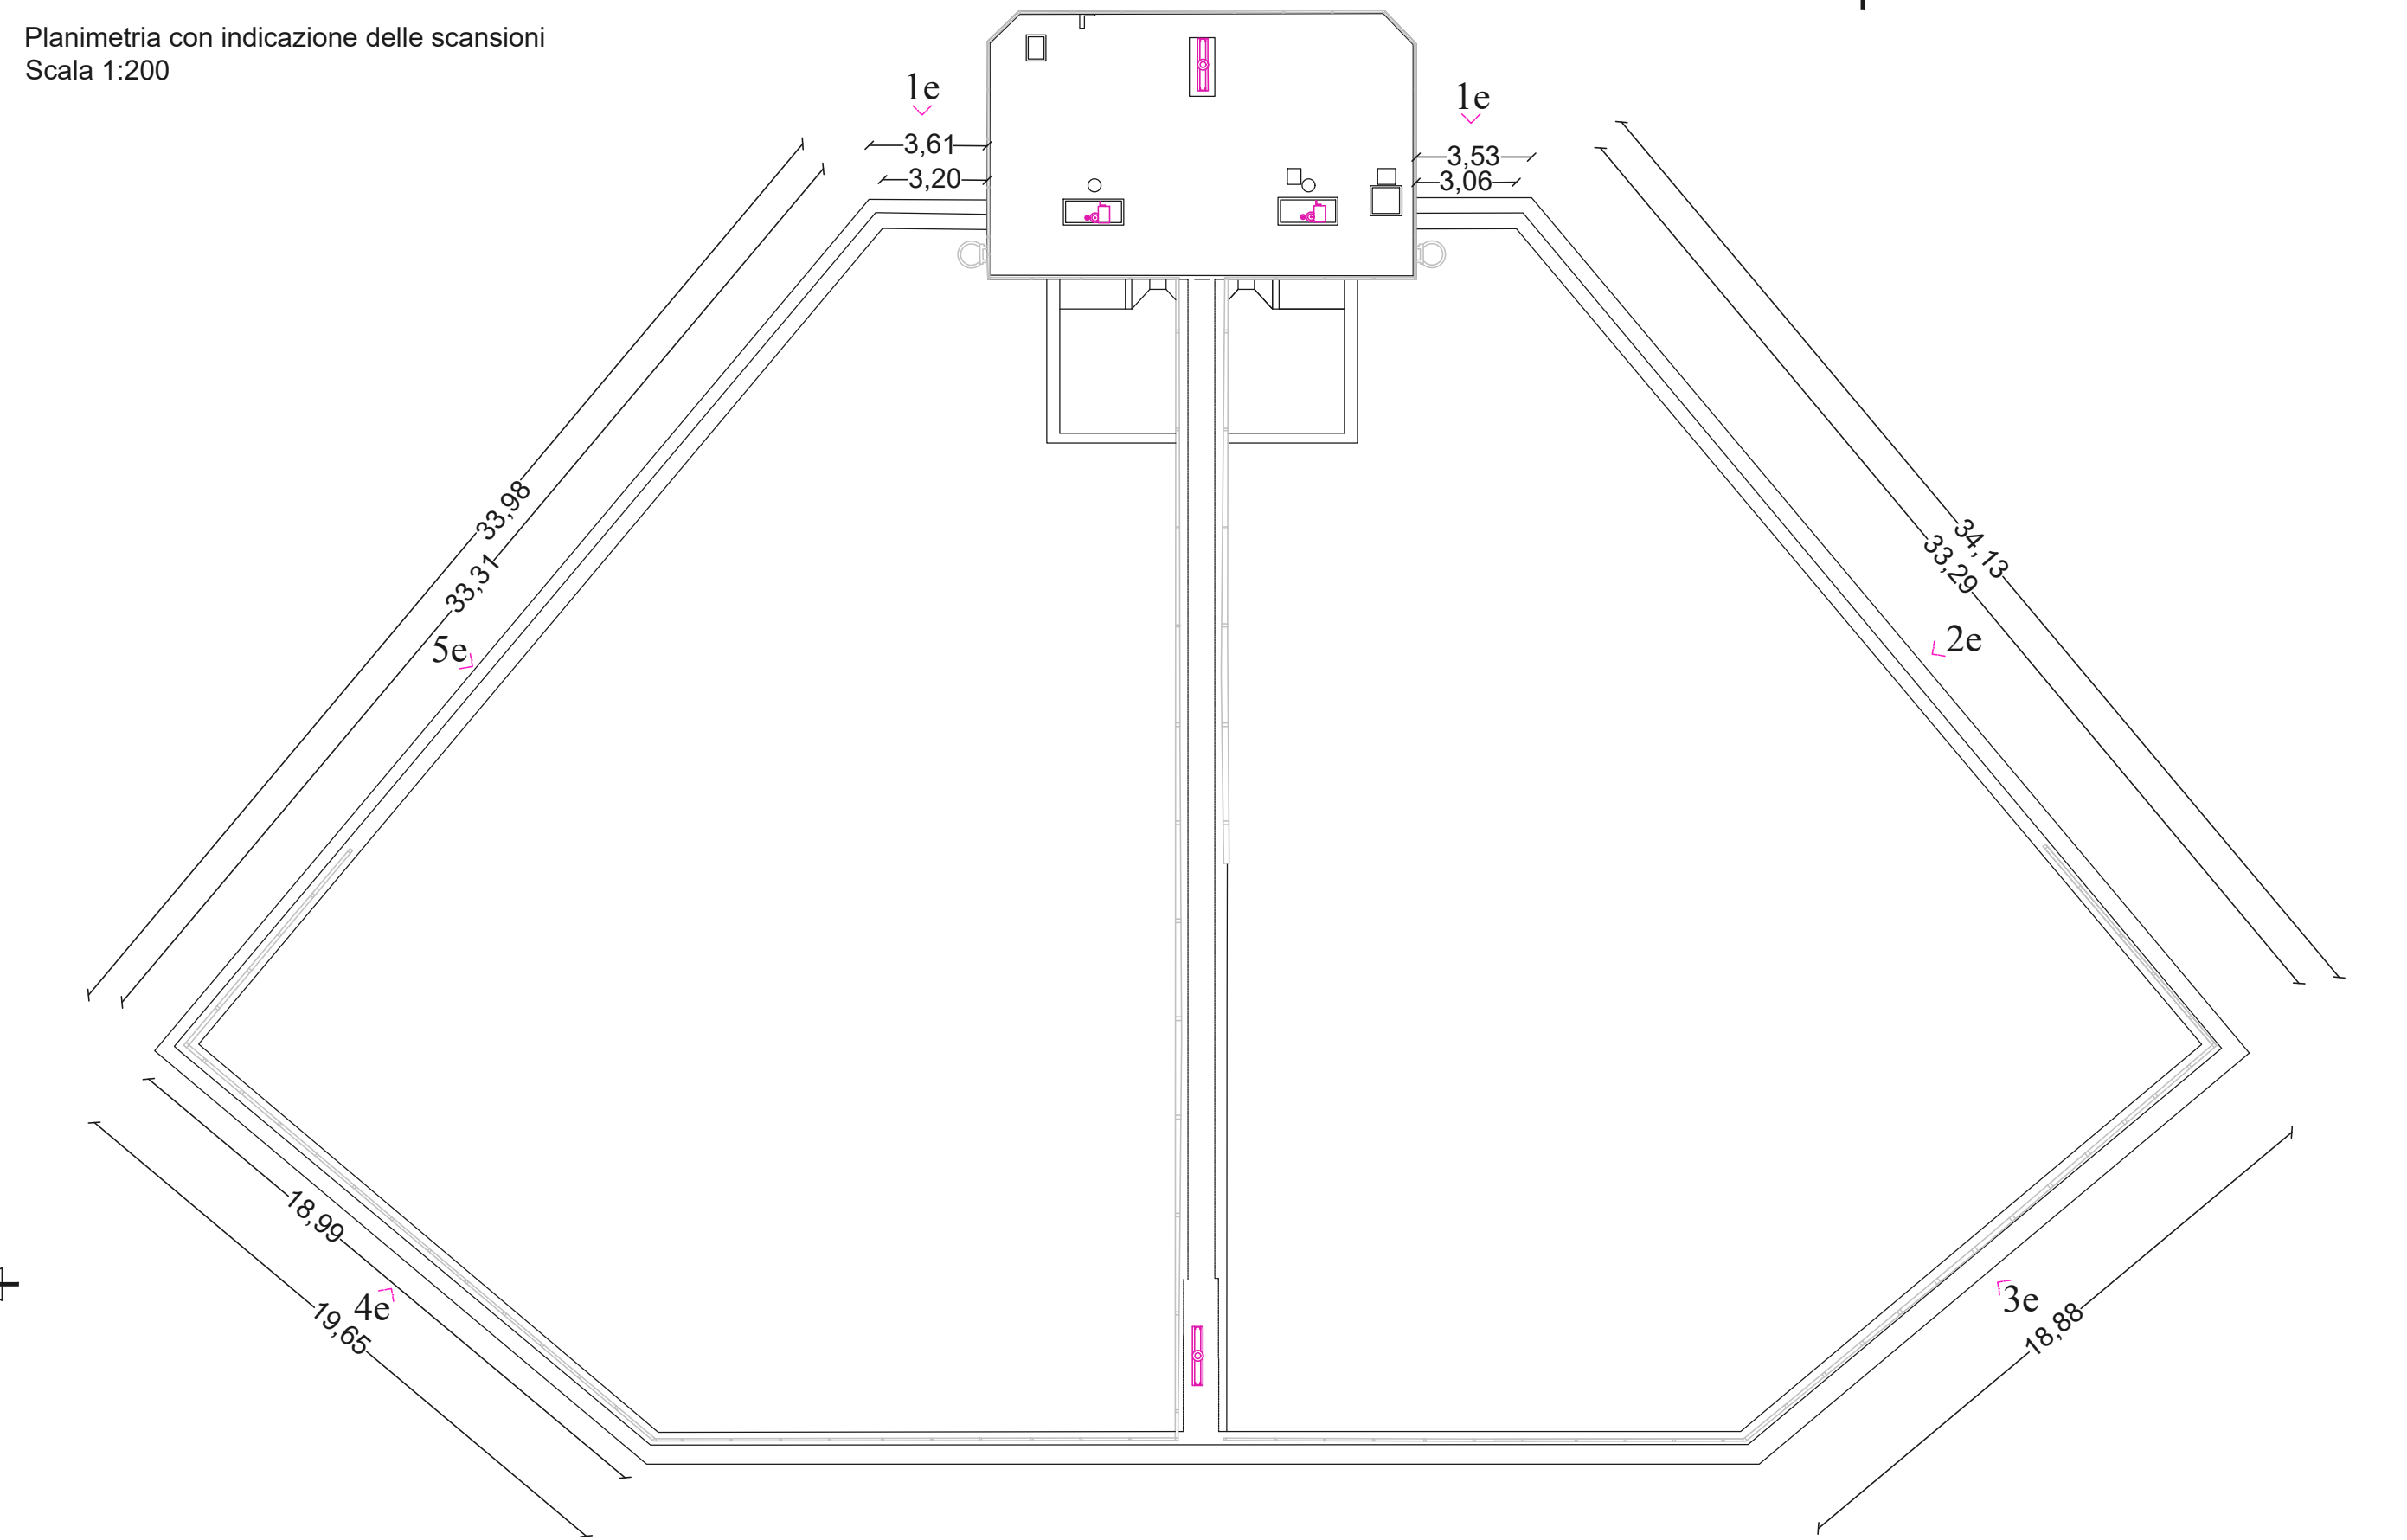 Planimetria con indicazione delle scansioni
Scala 1:200
1e
1e
3,61
3,53
3,20
3,06
33,98
33,31
34,13
33,29
5e
2e
18,99
4e
19,65
3e
18,88